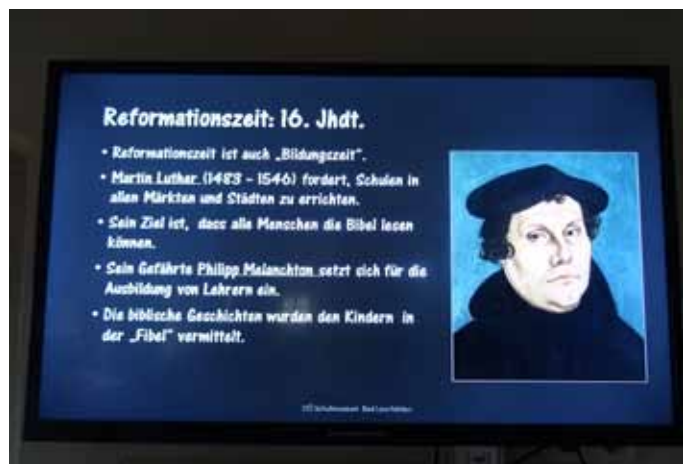 Reformationszeit: 16. Jhdt.
• Reformationszeit ist auch „Bildungszeit".
• Martin Luther (1483 - 1546) fordert, Schulen in
allen Märkten und Städten zu errichten.
• Sein Ziel ist, dass alle Menschen die Bibel lesen
können.
• Sein Gefährte Philipp Melanchton setzt sich für die
Ausbildung von Lehrern ein.
• Die biblische Geschichten wurden den Kindern in
der „Fibel" vermittelt.
Schulmuseum Bad